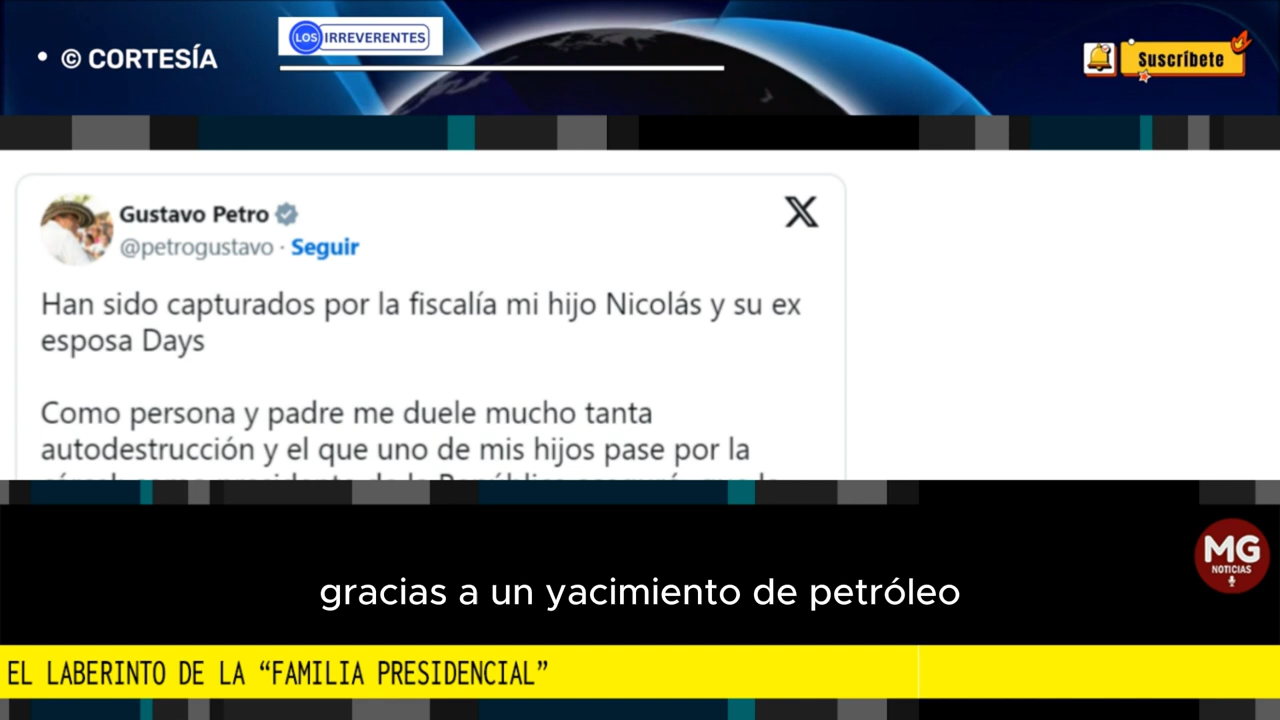 • © CORTESÍA
LOS IRREVERENTES
Suscríbete
Gustavo Petro
@petrogustavo · Seguir
Han sido capturados por la fiscalía mi hijo Nicolás y su ex
esposa Days
Como persona y padre me duele mucho tanta
autodestrucción y el que uno de mis hijos pase por la
MG
NOTICIAS
gracias a un yacimiento de petróleo
EL LABERINTO DE LA “FAMILIA PRESIDENCIAL”